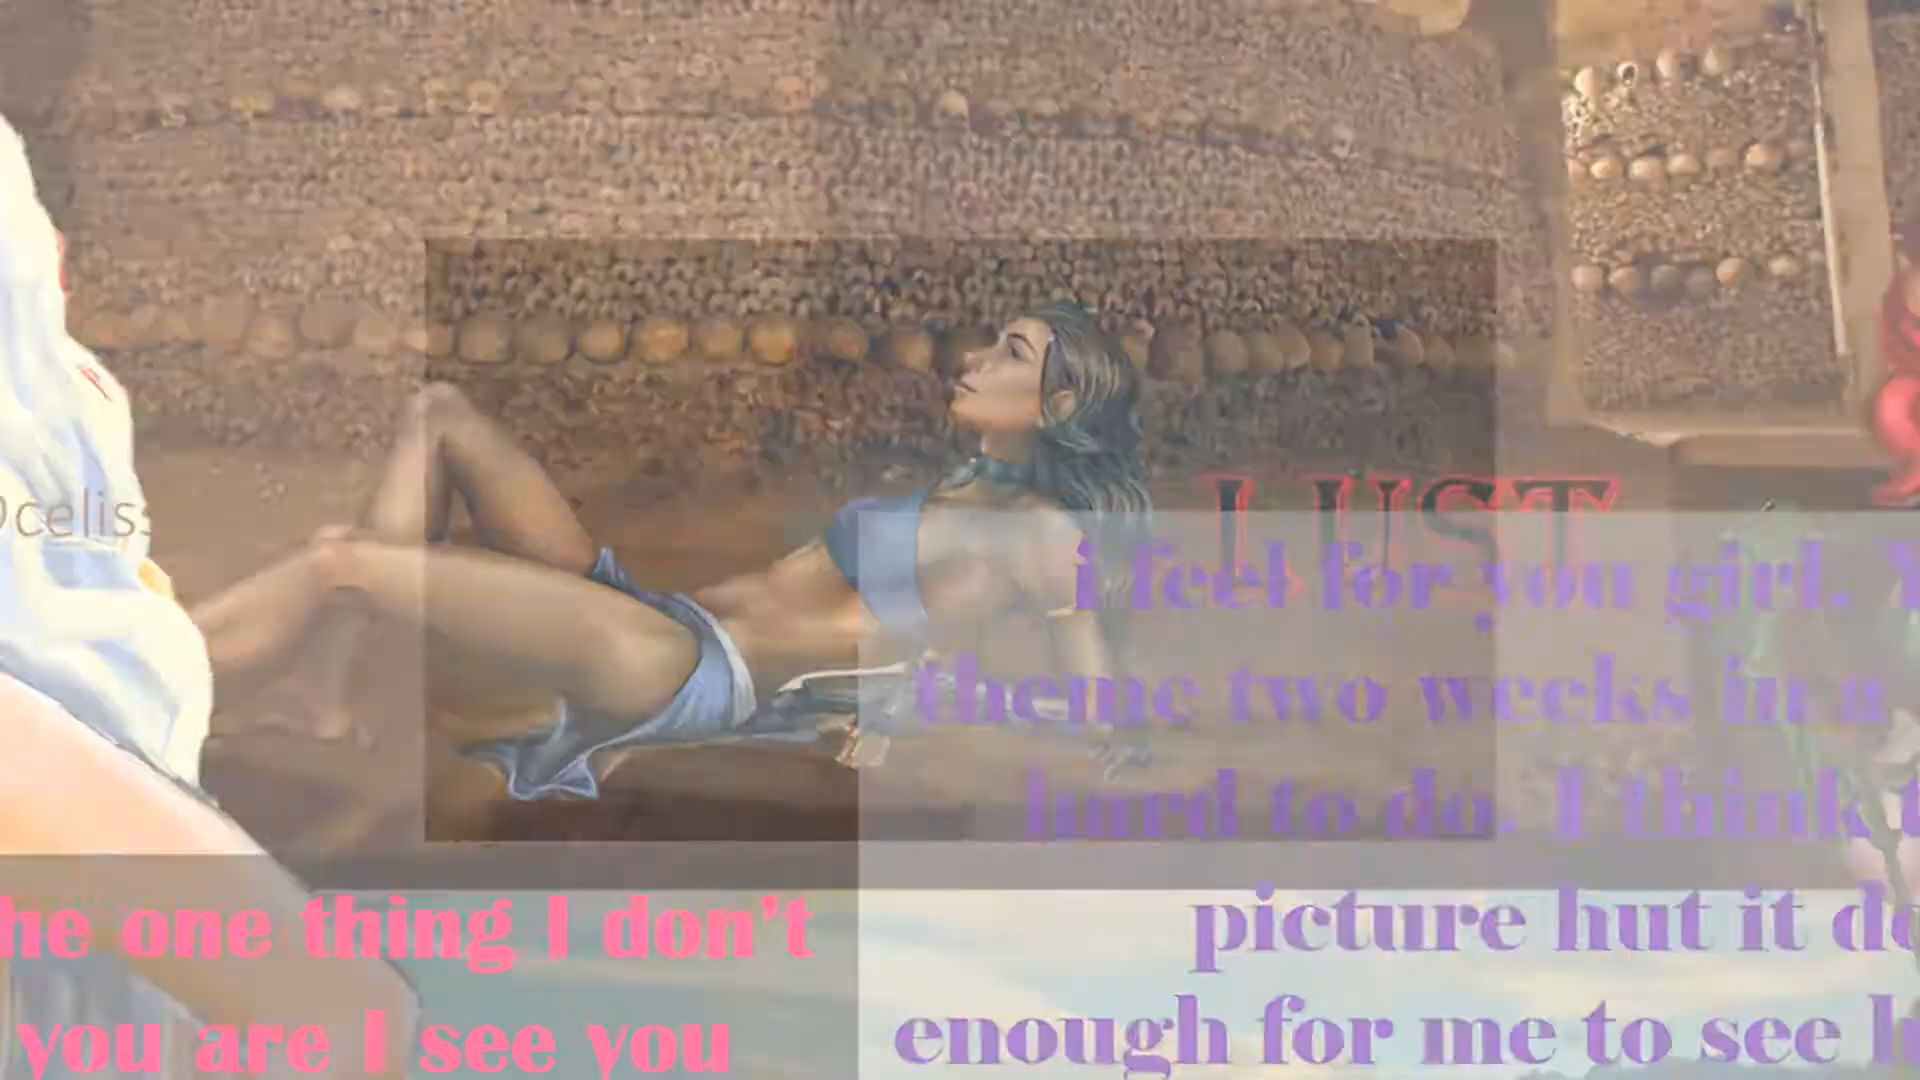 LUST
celis
i feel for you girl.
theme two weeks in a
hard to do. I think
picture hut it do
enough for me to see
he one thing I don't
you are I see you